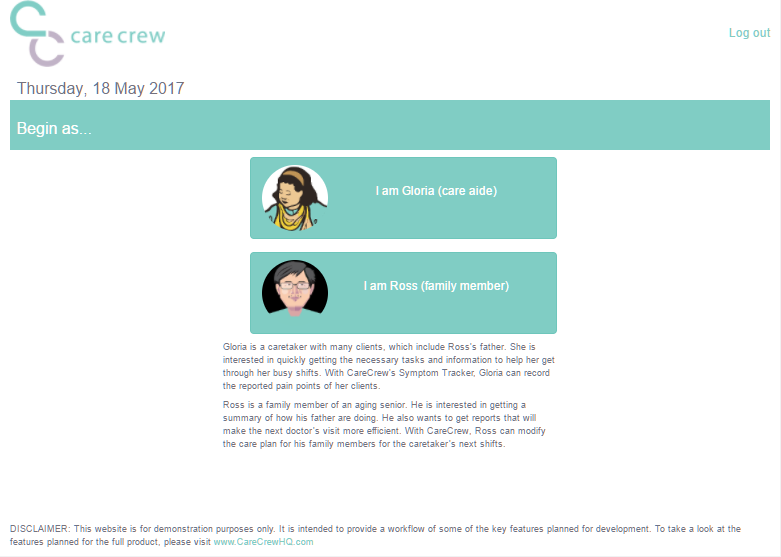 care crew
Log out
Thursday, 18 May 2017
Begin as...
I am Gloria (care aide)
I am Ross (family member)
Gloria is a caretaker with many clients, which include Ross's father. She is
interested in quickly getting the necessary tasks and information to help her get
through her busy shifts. With CareCrew's Symptom Tracker, Gloria can record
the reported pain points of her clients.
Ross is a family member of an aging senior. He is interested in getting a
summary of how his father are doing. He also wants to get reports that will
make the next doctor's visit more efficient. With CareCrew, Ross can modify
the care plan for his family members for the caretaker's next shifts.
DISCLAIMER: This website is for demonstration purposes only. It is intended to provide a workflow of some of the key features planned for development. To take a look at the
features planned for the full product, please visit www.CareCrewHQ.com